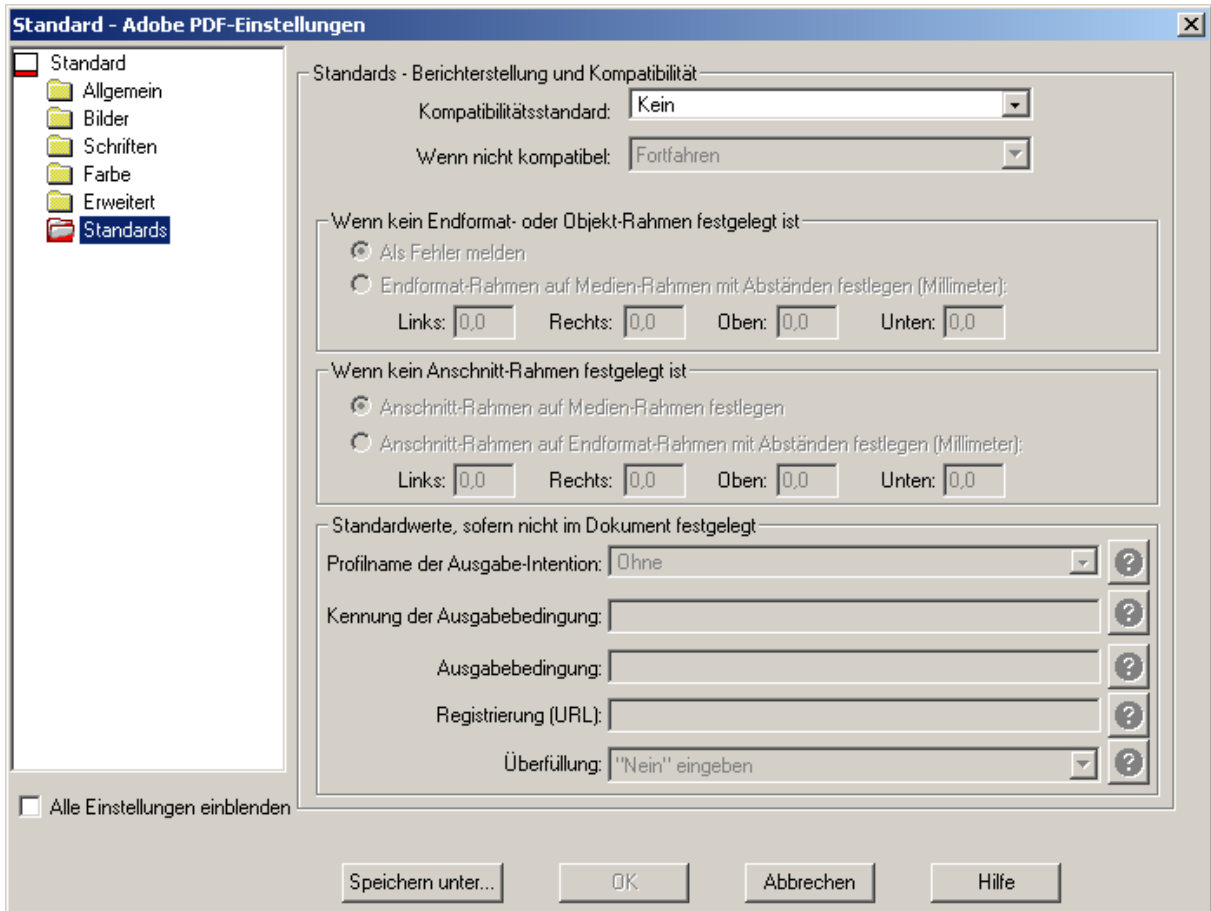 Standard - Adobe PDF-Einstellungen
Standard
Allgemein
Bilder
Schriften
Farbe
Erweitert
Standards
Alle Einstellungen einblenden
Standards - Berichterstellung und Kompatibilität
Kompatibilitätsstandard: Kein
Wenn nicht kompatibel: Fortfahren
Wenn kein Endformat- oder Objekt-Rahmen festgelegt ist
Als Fehler melden
Endformat-Rahmen auf Medien-Rahmen mit Abständen festlegen (Millimeter):
Links: 0,0 Rechts: 0,0 Oben: 0,0 Unten: 0,0
Wenn kein Anschnitt-Rahmen festgelegt ist
Anschnitt-Rahmen auf Medien-Rahmen festlegen
Anschnitt-Rahmen auf Endformat-Rahmen mit Abständen festlegen (Millimeter):
Links: 0,0 Rechts: 0,0 Oben: 0,0 Unten: 0,0
Standardwerte, sofern nicht im Dokument festgelegt
Profilname der Ausgabe-Intention: Ohne ?
Kennung der Ausgabebedingung: ?
Ausgabebedingung: ?
Registrierung (URL): ?
Überfüllung: "Nein" eingeben ?
Speichern unter... OK Abbrechen Hilfe